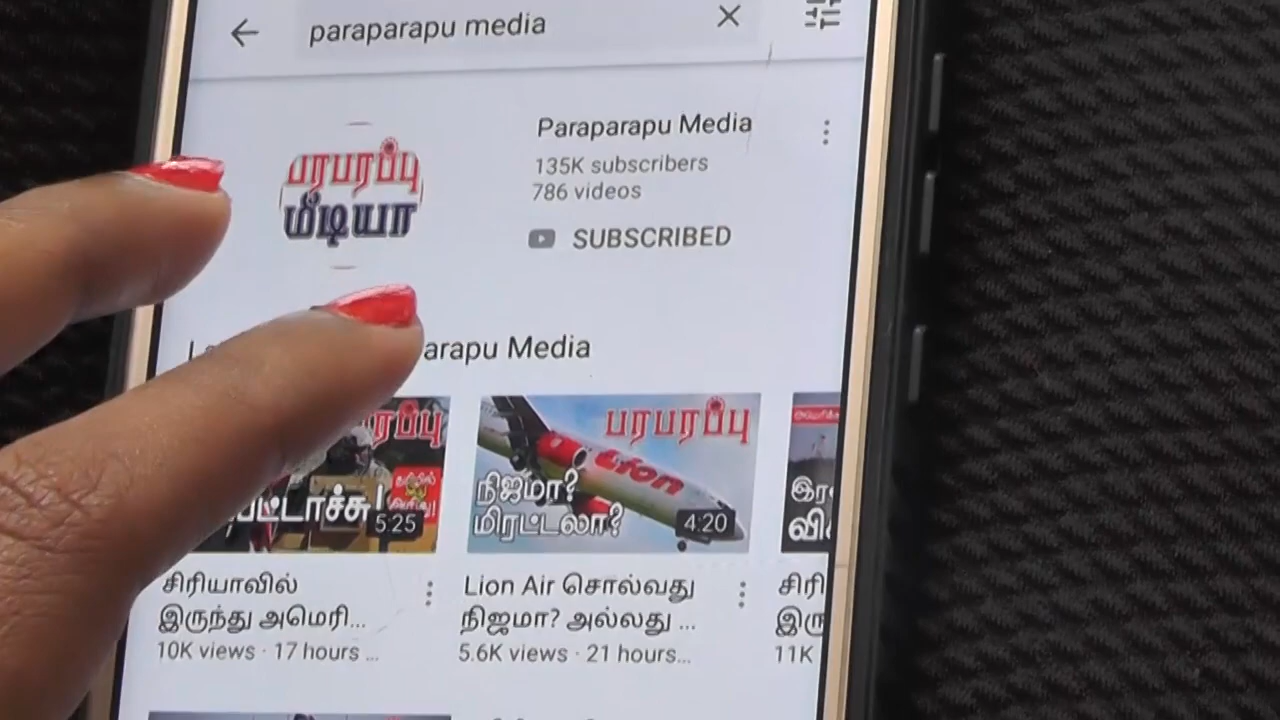 paraparapu media
பரபரப்பு
மீடியா
Paraparapu Media
135K subscribers
786 videos
SUBSCRIBED
arapu Media
நிஜமா?
மிரட்டலா?
பரபரப்பு
Lion
5:25
4:20
சிரியாவில்
இருந்து அமெரி...
10K views · 17 hours ...
Lion Air சொல்வது
நிஜமா? அல்லது ...
5.6K views · 21 hours...
சிரி
இரு
11K